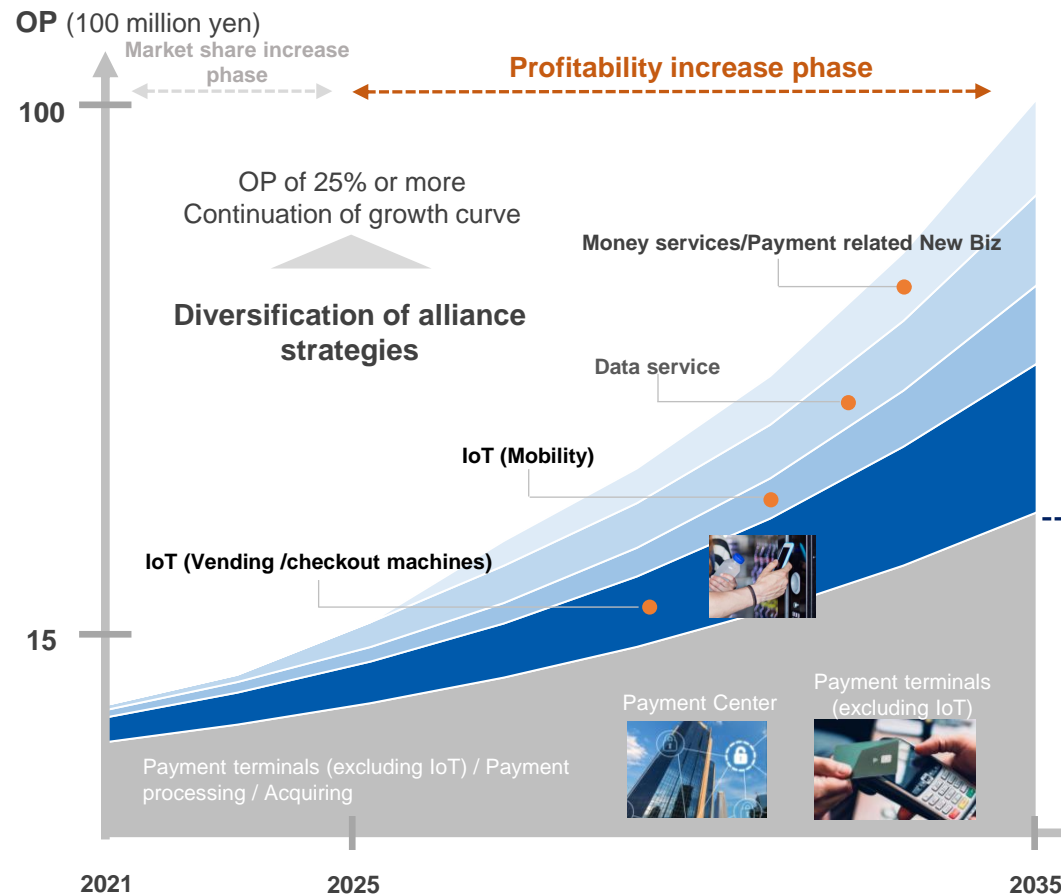 OP (100 million yen)
Market share increase
phase
Profitability increase phase
100
OP of 25% or more
Continuation of growth curve
Money services/Payment related New Biz
Diversification of alliance
strategies
Data service
IoT (Mobility)
IoT (Vending /checkout machines)
15
Payment Center
Payment terminals
(excluding IoT)
Payment terminals (excluding IoT) / Payment
processing / Acquiring
2021
2025
2035